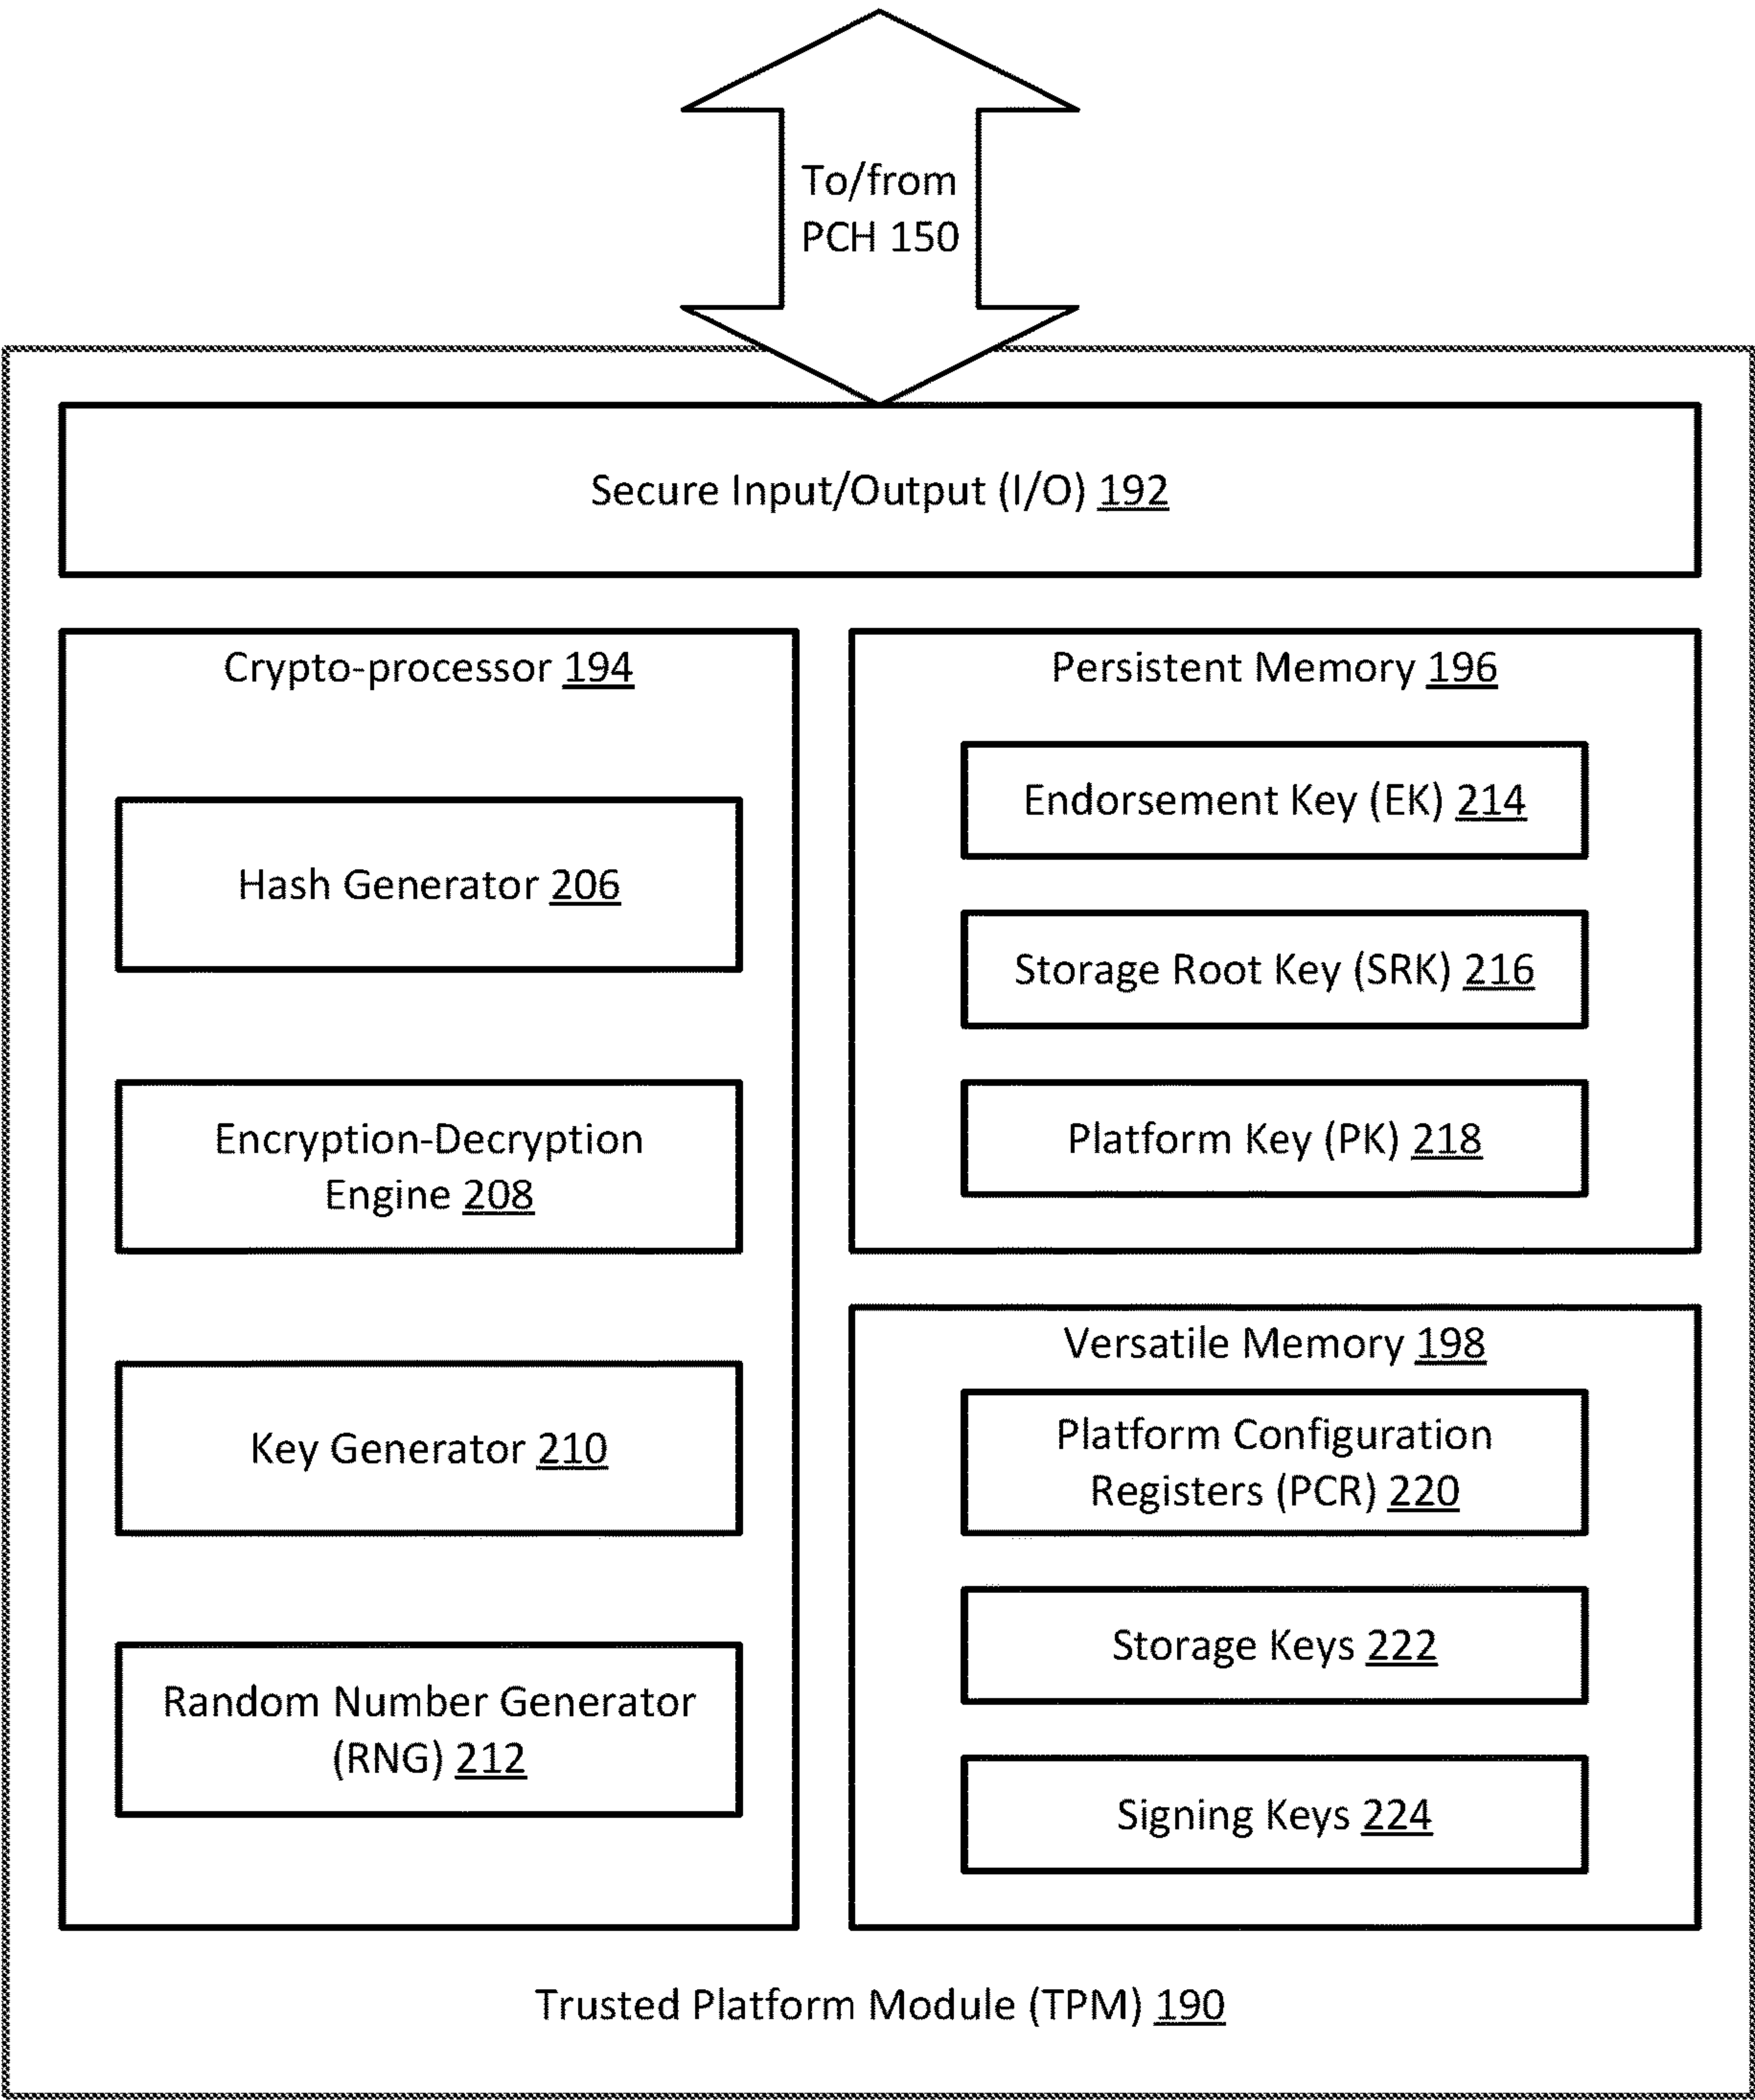 To/from
PCH 150
Secure Input/Output (I/O) 192
Crypto-processor 194
Hash Generator 206
Encryption-Decryption
Engine 208
Key Generator 210
Random Number Generator
(RNG) 212
Persistent Memory 196
Endorsement Key (EK) 214
Storage Root Key (SRK) 216
Platform Key (PK) 218
Versatile Memory 198
Platform Configuration
Registers (PCR) 220
Storage Keys 222
Signing Keys 224
Trusted Platform Module (TPM) 190